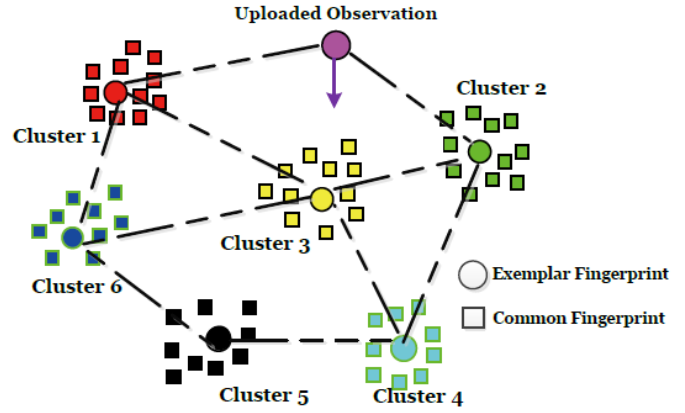 Uploaded Observation
Cluster 1
Cluster 2
Cluster 3
Cluster 6
Exemplar Fingerprint
Common Fingerprint
Cluster 5
Cluster 4